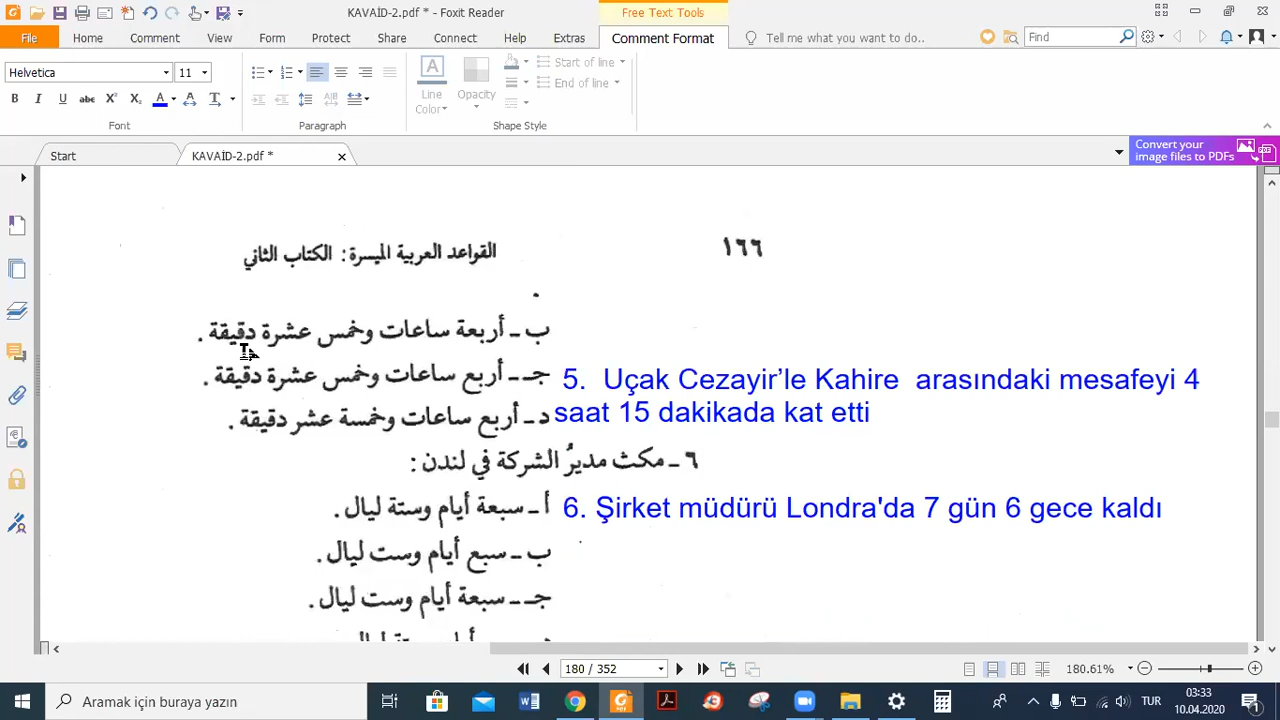 KAVAİD-2.pdf * - Foxit Reader
Free Text Tools
File Home Comment View Form Protect Share Connect Help Extras Comment Format Tell me what you want to do.. Find
Helvetica 11
Start of line
End of line
Line Color
Opacity
Font
Paragraph
Shape Style
Start
KAVAİD-2.pdf *
Convert your
image files to PDFs
القواعد العربية الميسرة : الكتاب الثاني
١٦٦
ب ـ أربعة ساعات وخمس عشرة دقيقة .
جـ ـ أربع ساعات وخمس عشرة دقيقة .
د ـ أربع ساعات وخمسة عشر دقيقة .
5. Uçak Cezayir’le Kahire arasındaki mesafeyi 4
saat 15 dakikada kat etti
٦ ـ مكث مديرُ الشركة في لندن :
أ ـ سبعة أيام وستة ليال .
6. Şirket müdürü Londra'da 7 gün 6 gece kaldı
ب ـ سبع أيام وست ليال .
جـ ـ سبعة أيام وست ليال .
180 / 352
180.61%
Aramak için buraya yazın
TUR
03:33
10.04.2020